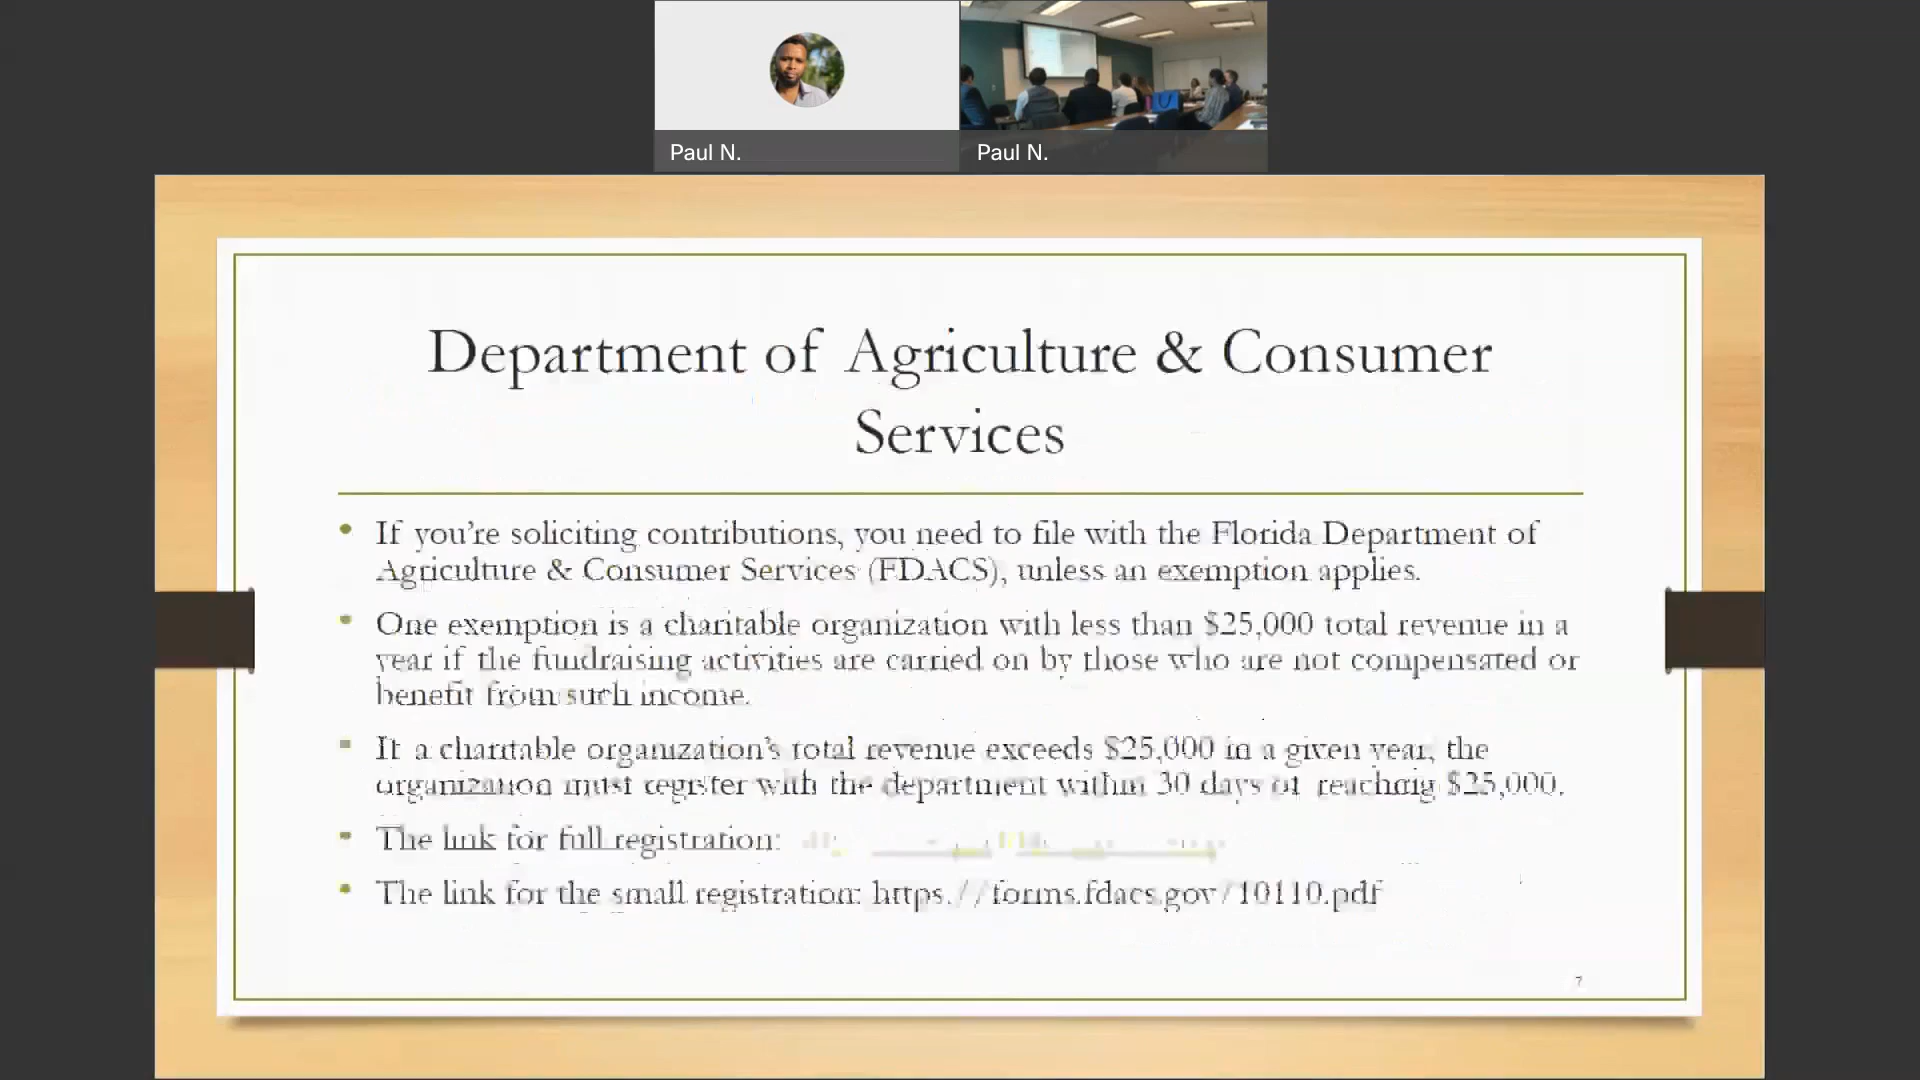 Paul N.
Paul N.
Department of Agriculture & Consumer
Services
• If you're soliciting contributions, you need to file with the Florida Department of
Agriculture & Consumer Services (FDACS), unless an exemption applies.
• One exemption is a charitable organization with less than $25,000 total revenue in a
year if the fundraising activities are carried on by those who are not compensated or
benefit from such income.
• If a charitable organization's total revenue exceeds $25,000 in a given year, the
organization must register with the department within 30 days of reaching $25,000.
• The link for full registration:
• The link for the small registration: https://forms.fdacs.gov/10110.pdf
7